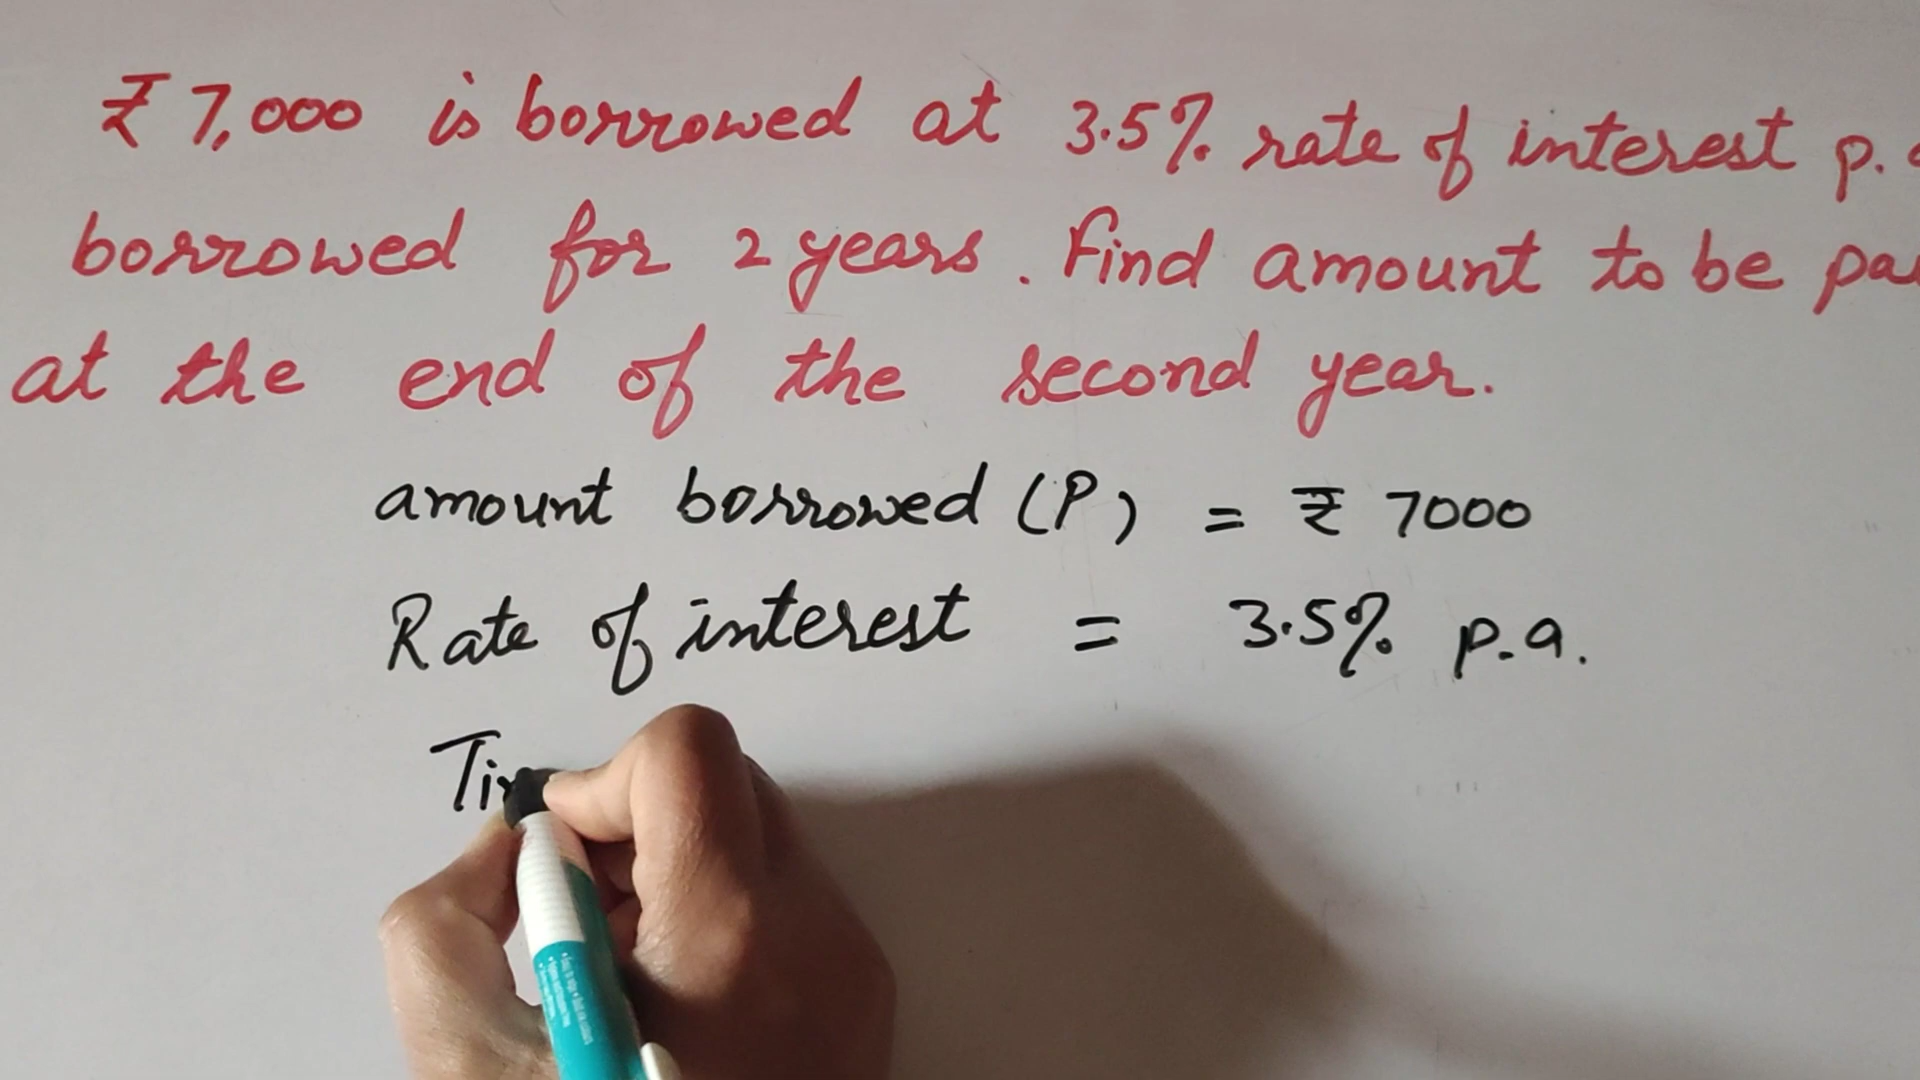 ₹ 7,000 is borrowed at 3.5% rate of interest p.
borrowed for 2 years. Find amount to be
at the end of the second year.
amount borrowed (P) = ₹ 7000
Rate of interest = 3.5% p.a.